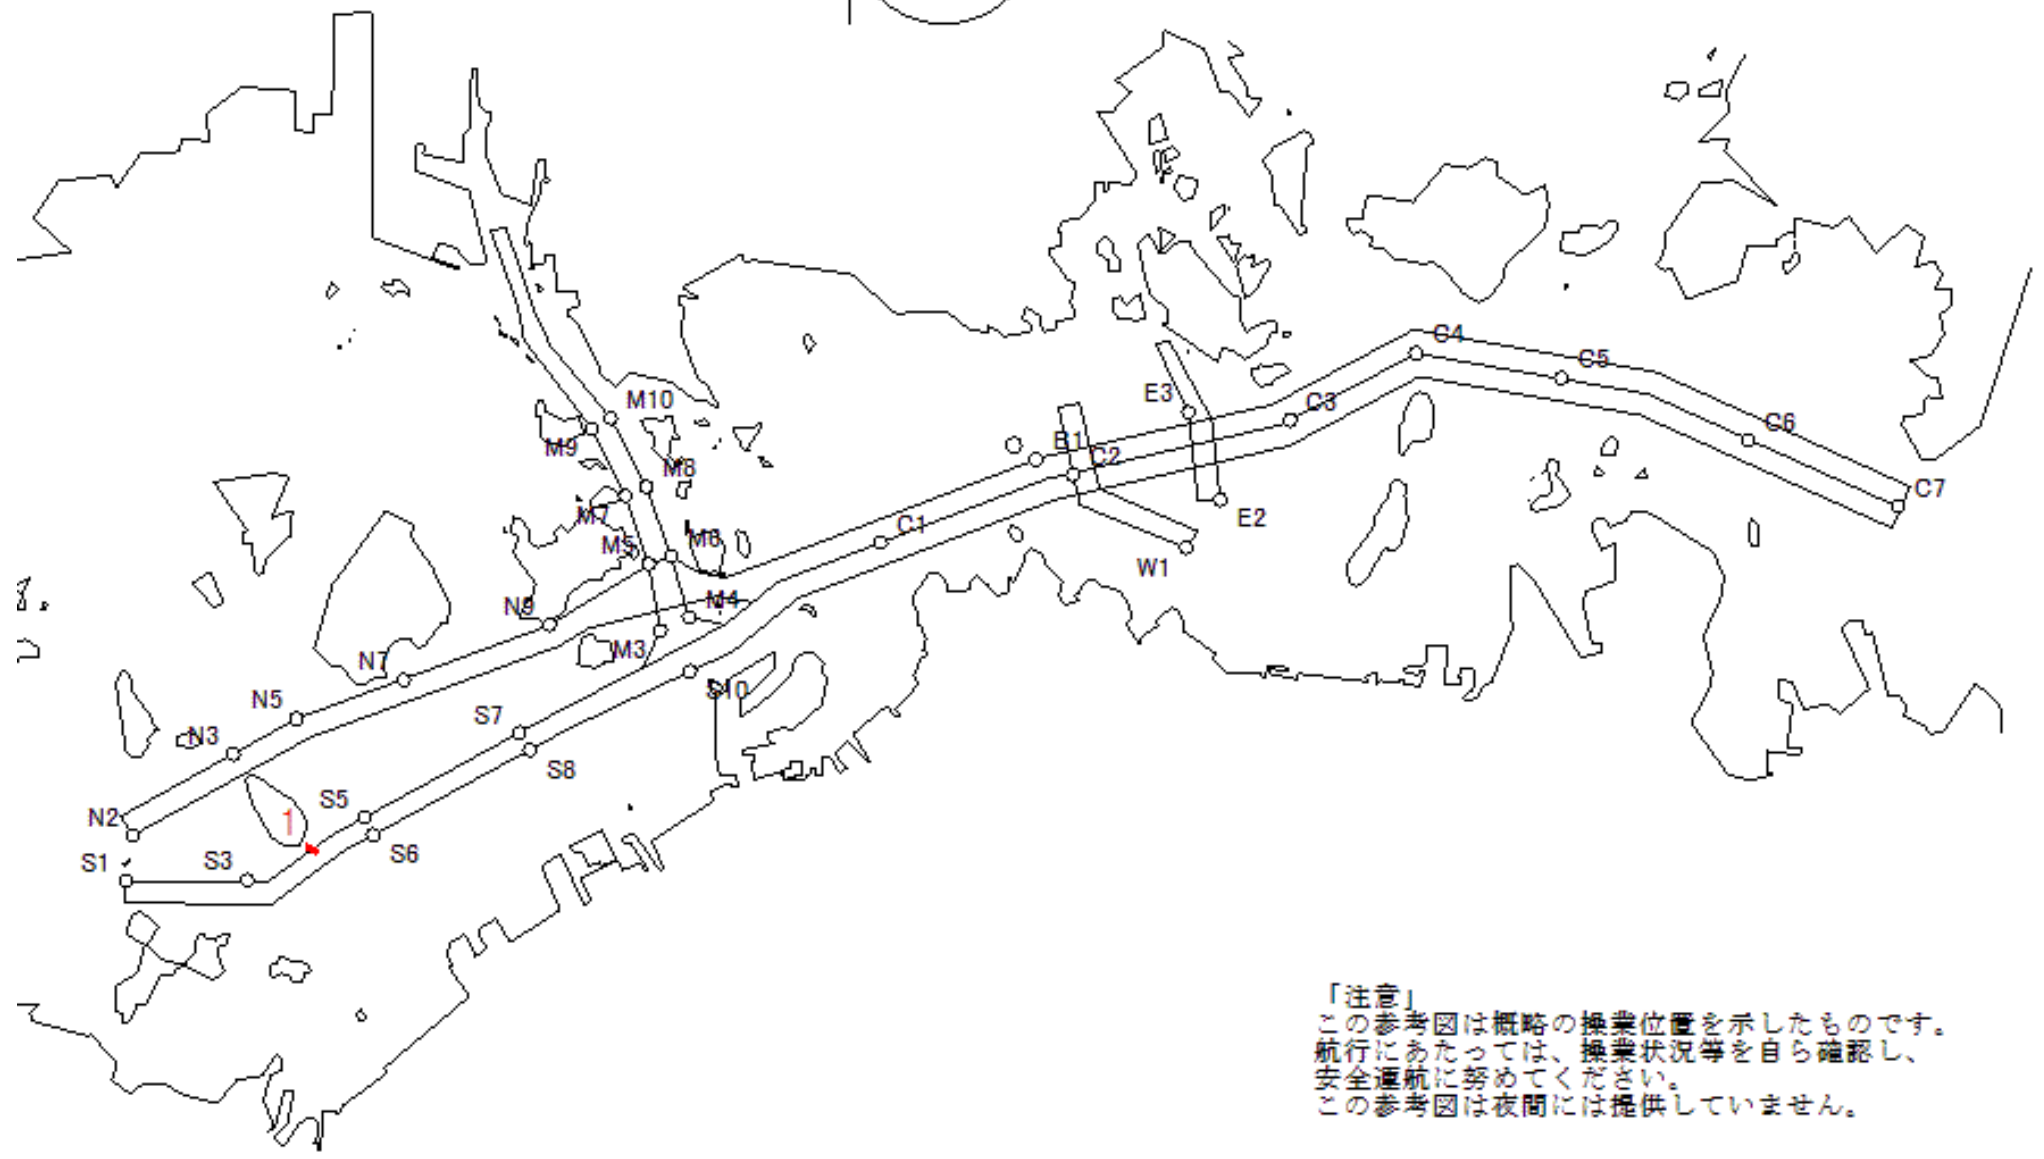 C4
C5
M10
E3
C3
M9
B1
C6
M8
C2
C7
M7
C1
E2
M5
M6
W1
N9
M4
N7
M3
N5
S10
N3
S7
S8
S5
N2
1
S6
S1
S3
「注意」
この参考図は概略の操業位置を示したものです。
航行にあたっては、操業状況等を自ら確認し、
安全運航に努めてください。
この参考図は夜間には提供していません。